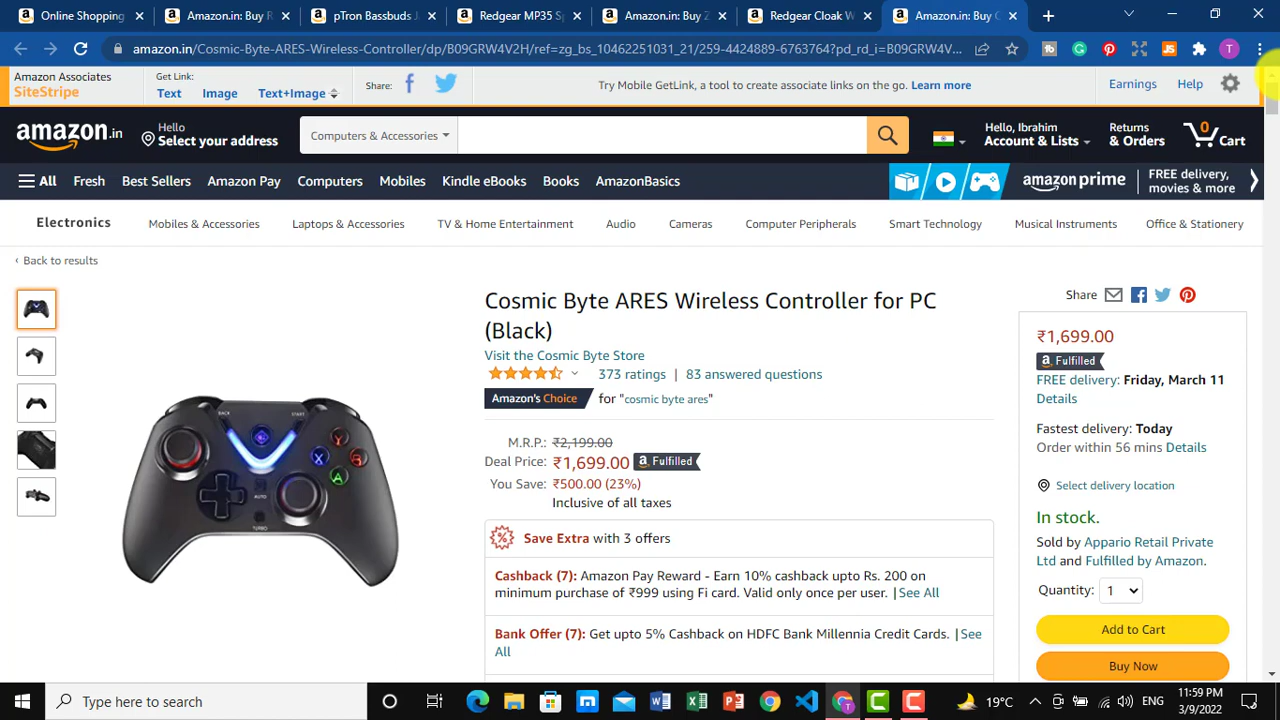 Online Shopping
Amazon.in: Buy R
pTron Bassbuds
Redgear MP35 Sp
Amazon.in: Buy Z
Redgear Cloak W
Amazon.in: Buy C
amazon.in/Cosmic-Byte-ARES-Wireless-Controller/dp/B09GRW4V2H/ref=zg_bs_10462251031_21/259-4424889-6763764?pd_rd_i=B09GRW4V...
Amazon Associates
SiteStripe
Get Link:
Text
Image
Text+Image
Share:
Try Mobile GetLink, a tool to create associate links on the go. Learn more
Earnings
Help
amazon.in
Hello
Select your address
Computers & Accessories
Hello, Ibrahim
Account & Lists
Returns
& Orders
0
Cart
All
Fresh
Best Sellers
Amazon Pay
Computers
Mobiles
Kindle eBooks
Books
AmazonBasics
amazon prime
FREE delivery,
movies & more
Electronics
Mobiles & Accessories
Laptops & Accessories
TV & Home Entertainment
Audio
Cameras
Computer Peripherals
Smart Technology
Musical Instruments
Office & Stationery
‹ Back to results
BACK
START
Y
X
B
A
AUTO
TURBO
Cosmic Byte ARES Wireless Controller for PC
(Black)
Visit the Cosmic Byte Store
373 ratings | 83 answered questions
Amazon's Choice for "cosmic byte ares"
M.R.P.: ₹2,199.00
Deal Price: ₹1,699.00 a Fulfilled
You Save: ₹500.00 (23%)
Inclusive of all taxes
Save Extra with 3 offers
Cashback (7): Amazon Pay Reward - Earn 10% cashback upto Rs. 200 on
minimum purchase of ₹999 using Fi card. Valid only once per user. | See All
Bank Offer (7): Get upto 5% Cashback on HDFC Bank Millennia Credit Cards. | See
All
Share
₹1,699.00
a Fulfilled
FREE delivery: Friday, March 11
Details
Fastest delivery: Today
Order within 56 mins Details
Select delivery location
In stock.
Sold by Appario Retail Private
Ltd and Fulfilled by Amazon.
Quantity: 1
Add to Cart
Buy Now
Type here to search
19°C
ENG
11:59 PM
3/9/2022